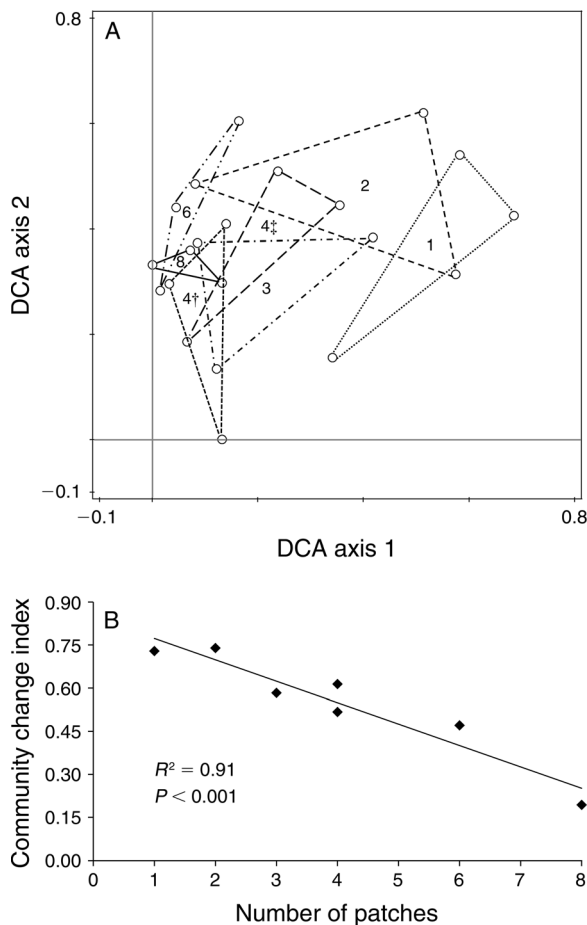 A
0.8
DCA axis 2
2
6
4‡
1
8
3
4†
−0.1
−0.1
0.8
DCA axis 1
B
Community change index
0.90
0.75
0.60
0.45
0.30
0.15
0.00
R² = 0.91
P < 0.001
0 1 2 3 4 5 6 7 8
Number of patches